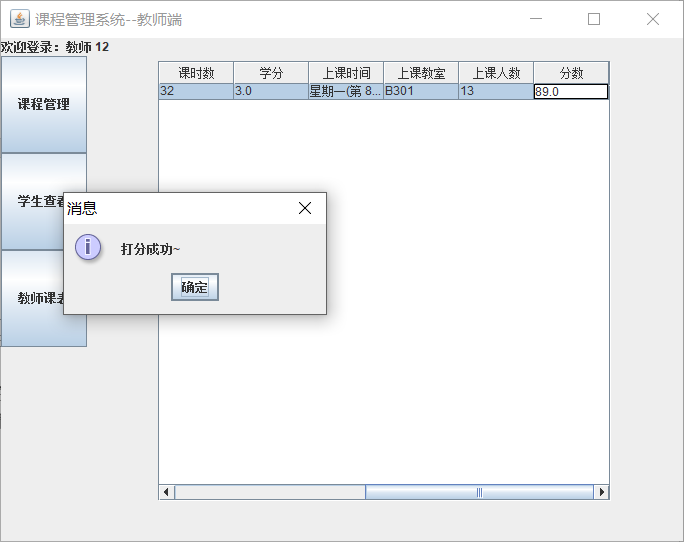 课程管理系统--教师端
欢迎登录：教师 12
课程管理
学生查看
教师课表
课时数 学分 上课时间 上课教室 上课人数 分数
32 3.0 星期一(第 8... B301 13 89.0
消息
打分成功~
确定